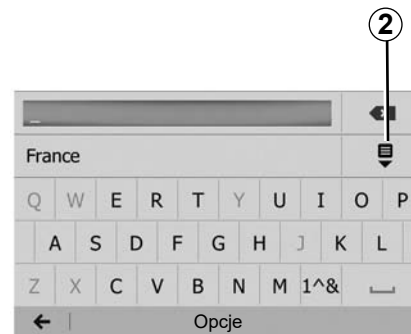 2
_
France
Q W E R T Y U I O P
A S D F G H J K L
Z X C V B N M 1^&
Opcje